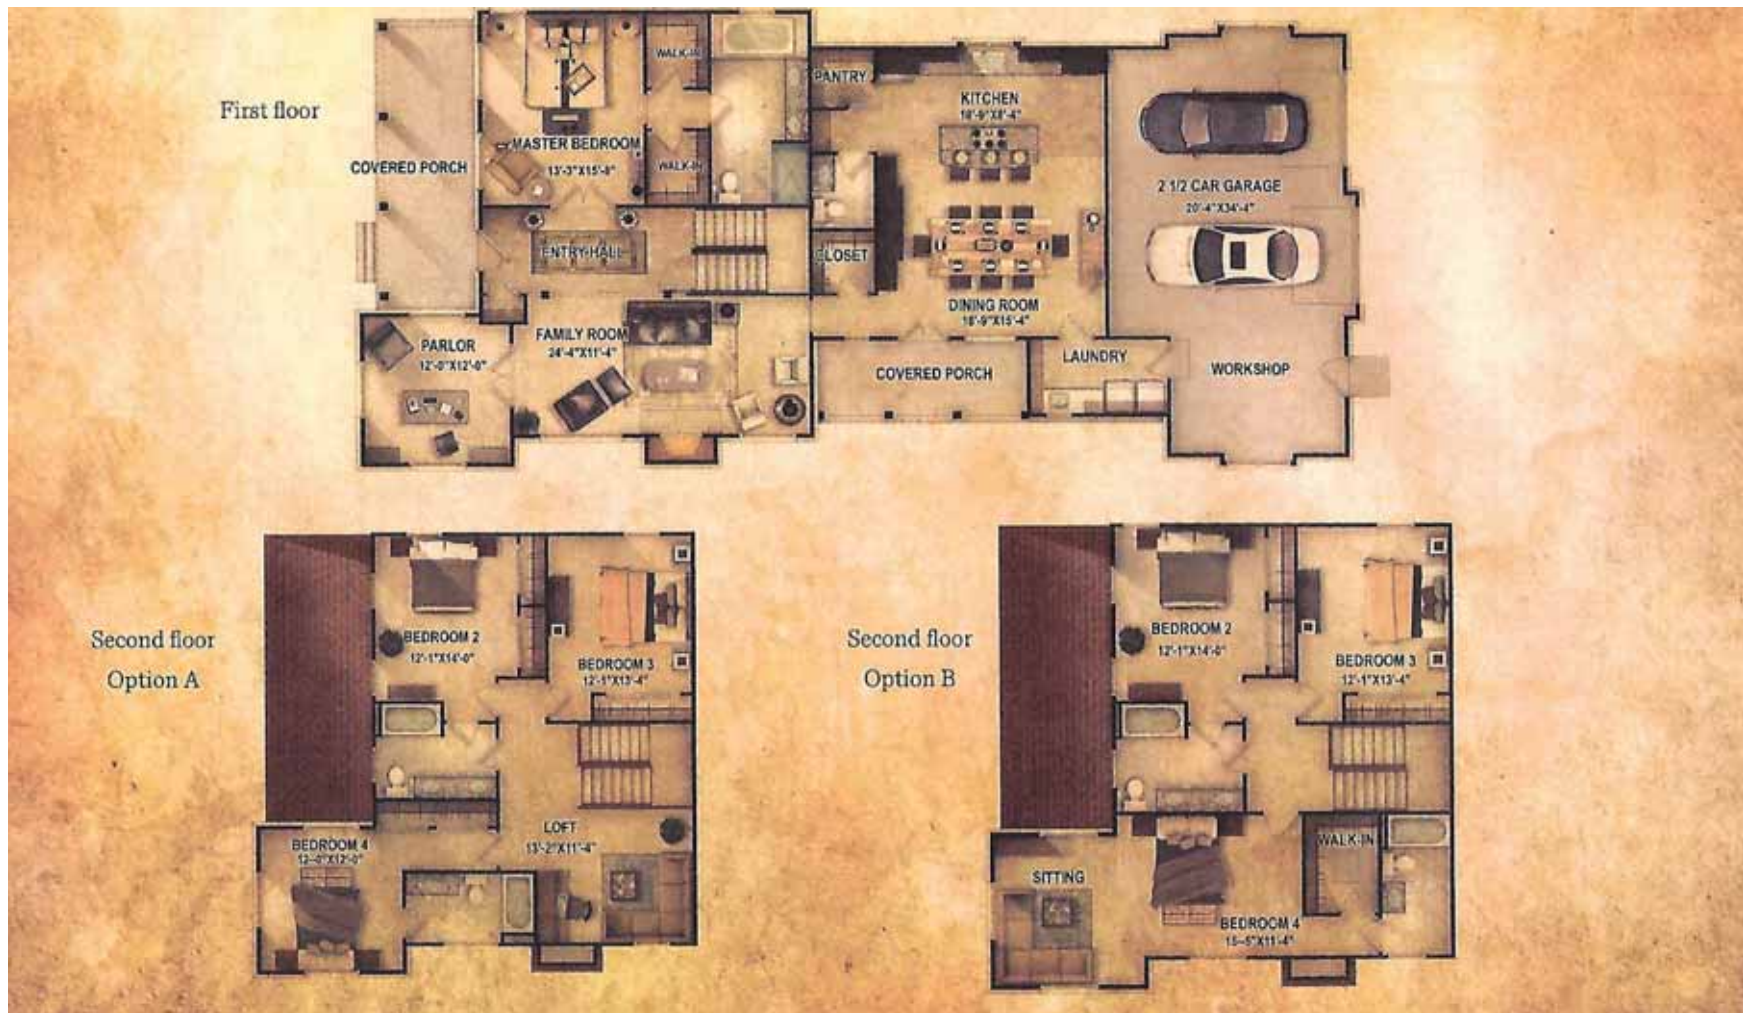 First floor
COVERED PORCH
MASTER BEDROOM
13'-3"X15'-8"
WALK-IN
WALK-IN
PANTRY
KITCHEN
18'-9"X8'-4"
2 1/2 CAR GARAGE
20'-4"X34'-4"
ENTRY HALL
CLOSET
DINING ROOM
18'-9"X15'-4"
PARLOR
12'-0"X12'-0"
FAMILY ROOM
24'-4"X11'-4"
COVERED PORCH
LAUNDRY
WORKSHOP
Second floor
Option A
BEDROOM 2
12'-1"X14'-0"
BEDROOM 3
12'-1"X13'-4"
LOFT
13'-2"X11'-4"
BEDROOM 4
12--0"X12'-0"
Second floor
Option B
BEDROOM 2
12'-1"X14'-0"
BEDROOM 3
12'-1"X13'-4"
WALK-IN
SITTING
BEDROOM 4
15--5"X11'-4"